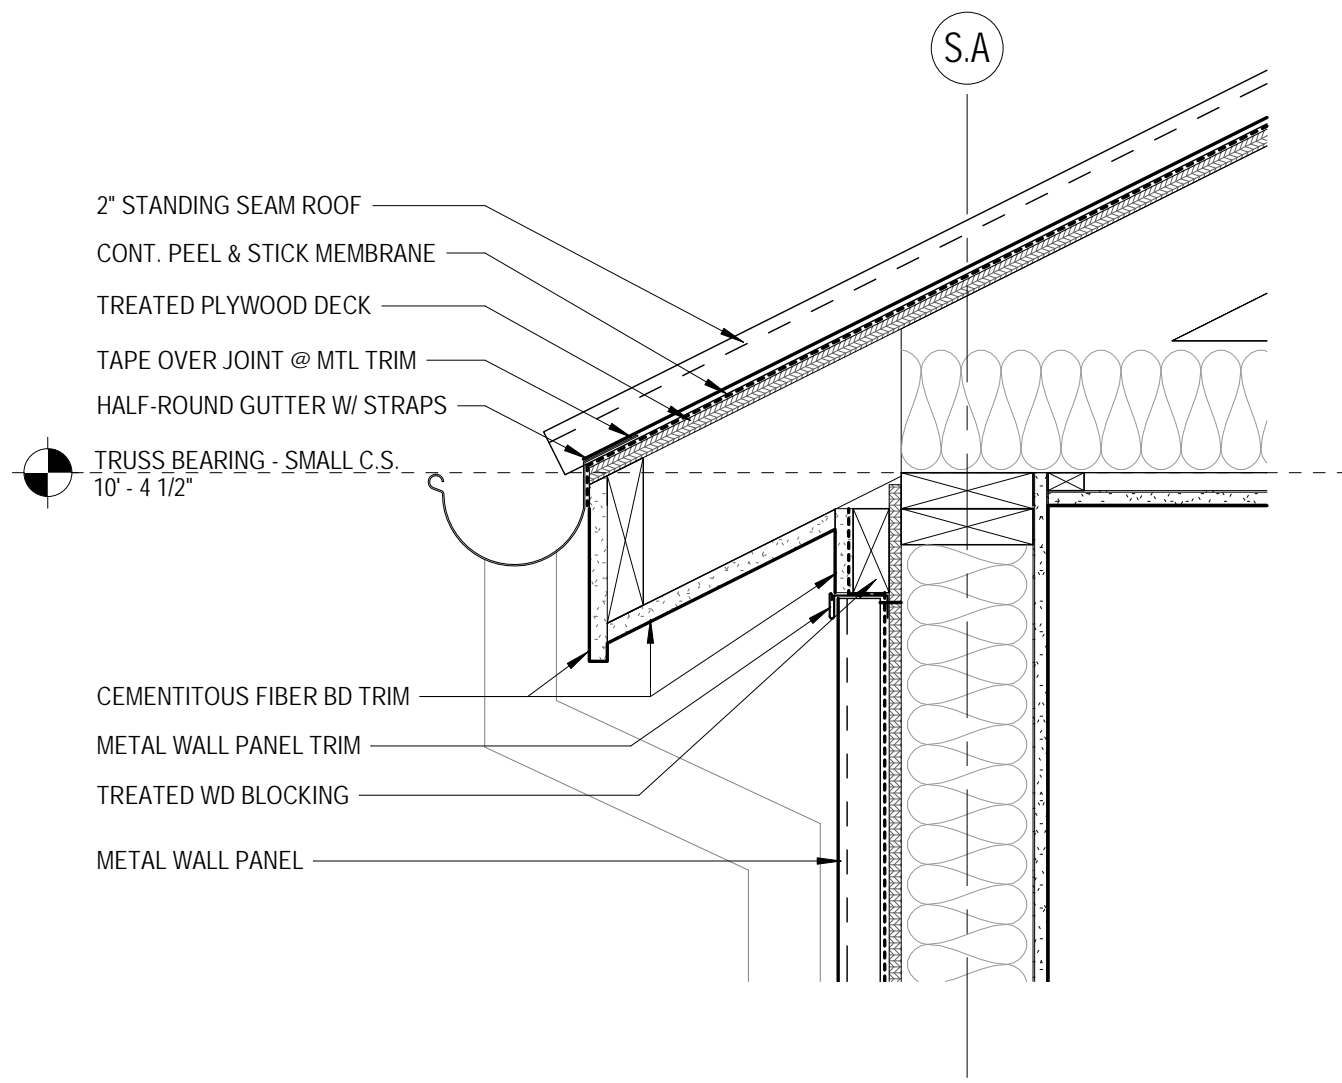 S.A
2" STANDING SEAM ROOF
CONT. PEEL & STICK MEMBRANE
TREATED PLYWOOD DECK
TAPE OVER JOINT @ MTL TRIM
HALF-ROUND GUTTER W/ STRAPS
TRUSS BEARING - SMALL C.S.
10' - 4 1/2"
CEMENTITOUS FIBER BD TRIM
METAL WALL PANEL TRIM
TREATED WD BLOCKING
METAL WALL PANEL